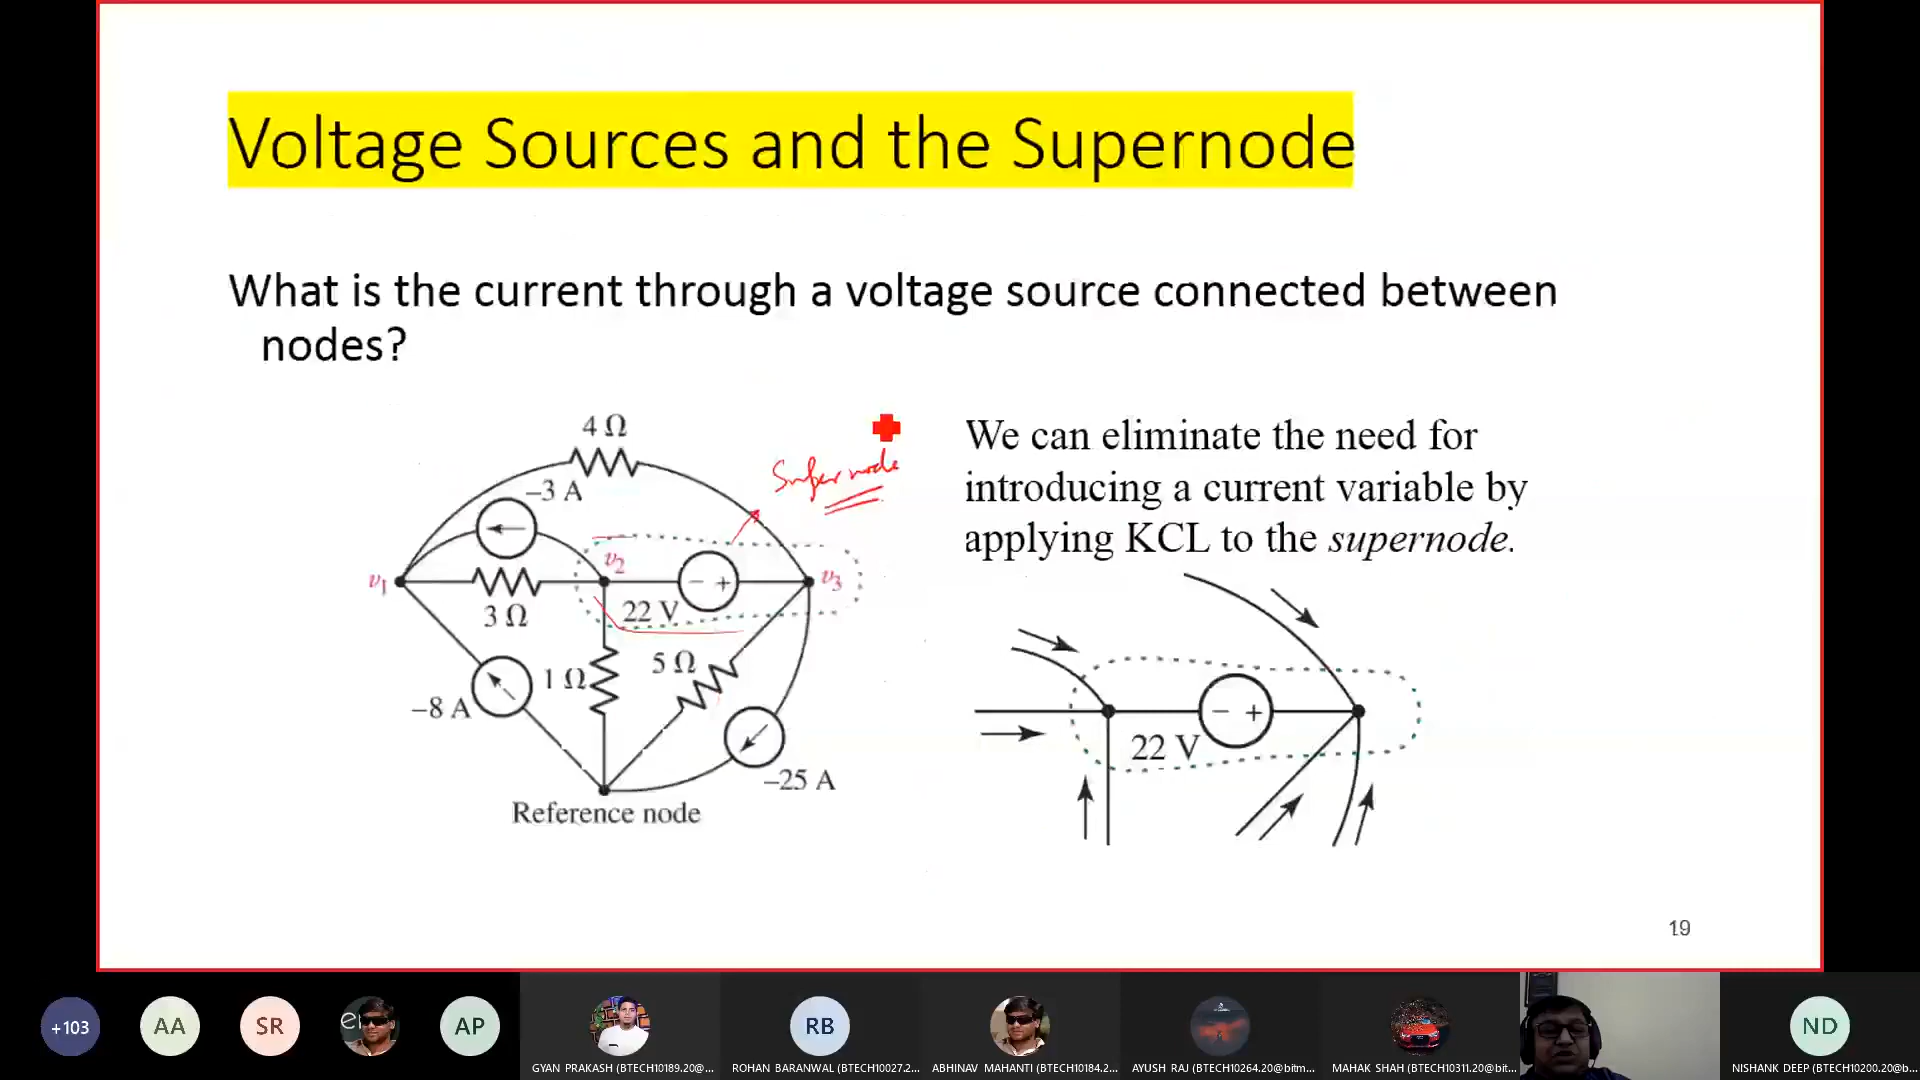 Voltage Sources and the Supernode
What is the current through a voltage source connected between
nodes?
4 Ω
–3 A
Supernode
v1
v2
v3
3 Ω
22 V
– +
–8 A
1 Ω
5 Ω
–25 A
Reference node
We can eliminate the need for
introducing a current variable by
applying KCL to the supernode.
– +
22 V
19
+103
AA
SR
AP
RB
ND
GYAN PRAKASH (BTECH10189.20@...
ROHAN BARANWAL (BTECH10027.2...
ABHINAV MAHANTI (BTECH10184.2...
AYUSH RAJ (BTECH10264.20@bitm...
MAHAK SHAH (BTECH10311.20@bit...
NISHANK DEEP (BTECH10200.20@b...